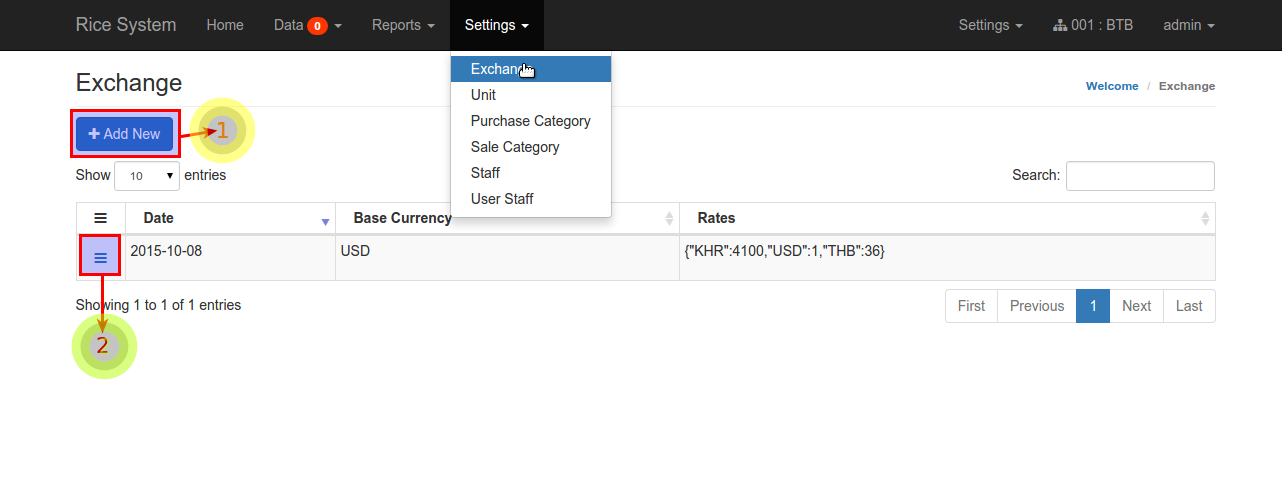 Rice System Home Data 0 Reports Settings Settings 001 : BTB admin
Exchange
Unit
Purchase Category
Sale Category
Staff
User Staff
Exchange
Welcome / Exchange
Add New 1
Show 10 entries
Search:
Date Base Currency Rates
2015-10-08 USD {"KHR":4100,"USD":1,"THB":36}
Showing 1 to 1 of 1 entries
First Previous 1 Next Last
2